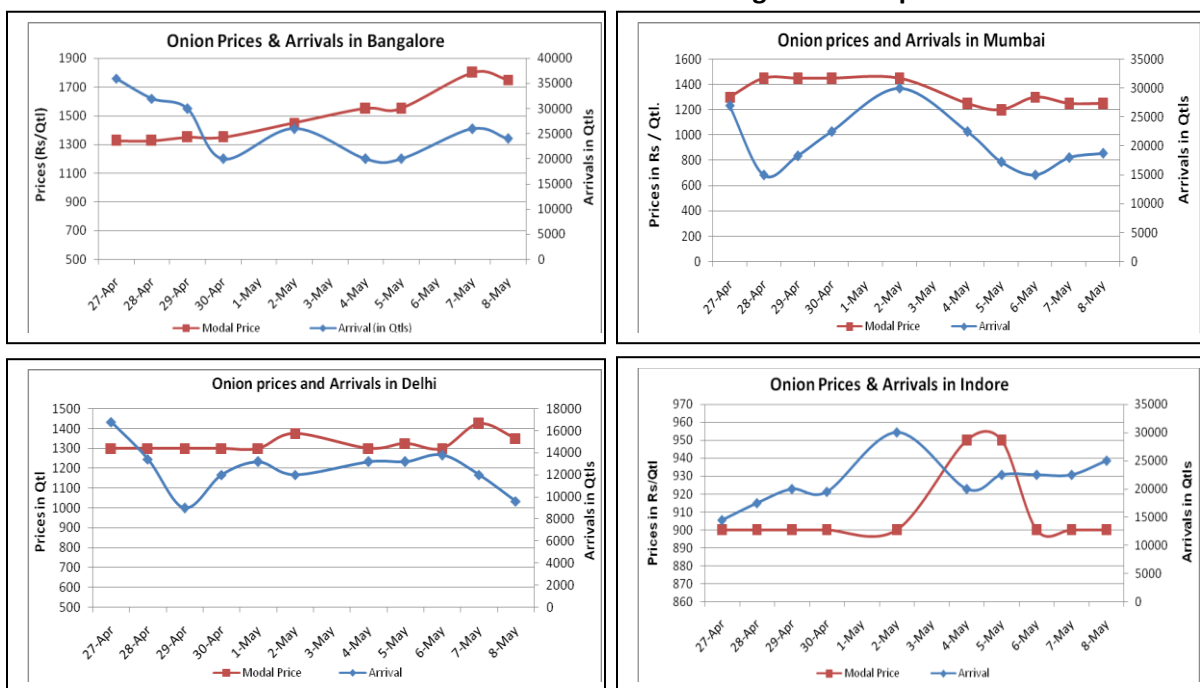 Onion Prices & Arrivals in Bangalore
1900
1700
1500
1300
1100
900
700
500
Prices (Rs/Qtl)
40000
35000
30000
25000
20000
15000
10000
5000
0
Arrivals in Qtls
27-Apr
28-Apr
29-Apr
30-Apr
1-May
2-May
3-May
4-May
5-May
6-May
7-May
8-May
Modal Price
Arrival (in Qtls)
Onion prices and Arrivals in Mumbai
1600
1400
1200
1000
800
600
400
200
0
Prices in Rs / Qtl.
35000
30000
25000
20000
15000
10000
5000
0
Arrivals in Qtls
27-Apr
28-Apr
29-Apr
30-Apr
1-May
2-May
3-May
4-May
5-May
6-May
7-May
8-May
Modal Price
Arrival
Onion prices and Arrivals in Delhi
1500
1400
1300
1200
1100
1000
900
800
700
600
500
Prices in Qtl
18000
16000
14000
12000
10000
8000
6000
4000
2000
0
Arrivals in Qtls
27-Apr
28-Apr
29-Apr
30-Apr
1-May
2-May
3-May
4-May
5-May
6-May
7-May
8-May
Modal Price
Arrival
Onion Prices & Arrivals in Indore
970
960
950
940
930
920
910
900
890
880
870
860
Prices in Rs/Qtl
35000
30000
25000
20000
15000
10000
5000
0
Arrivals in Qtls
27-Apr
28-Apr
29-Apr
30-Apr
1-May
2-May
3-May
4-May
5-May
6-May
7-May
8-May
Modal Price
Arrival